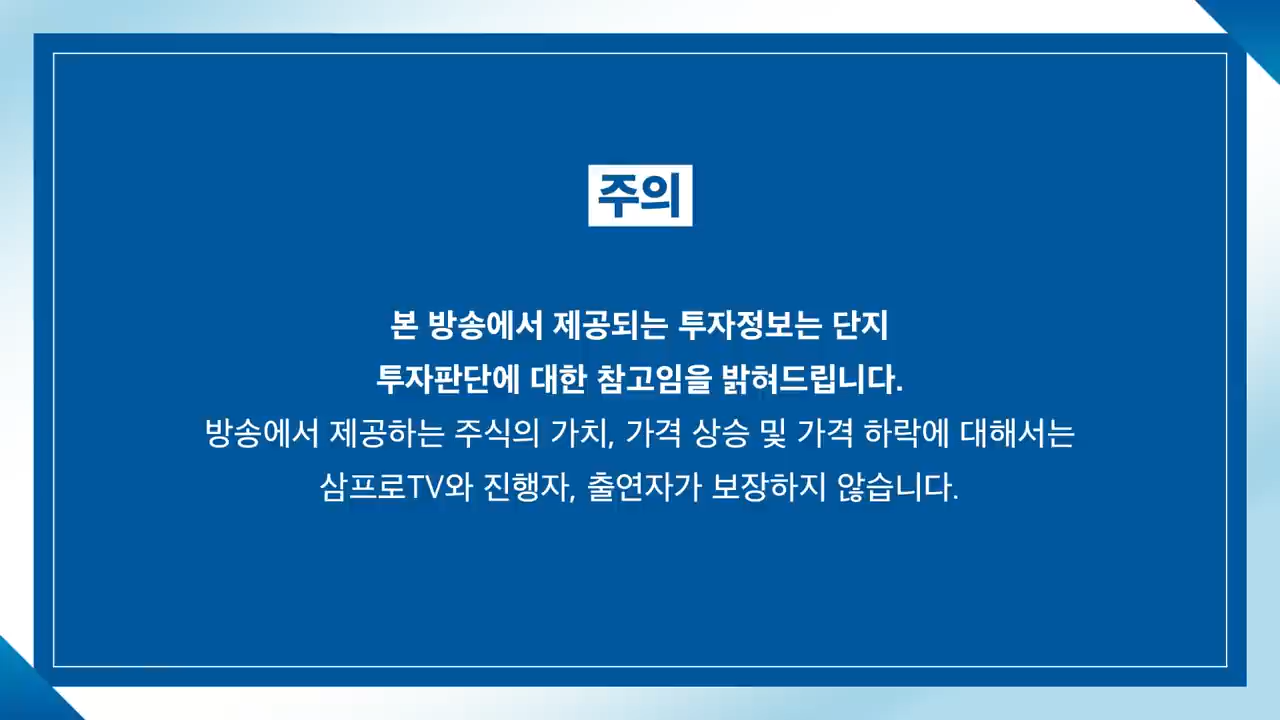 주의
본 방송에서 제공되는 투자정보는 단지
투자판단에 대한 참고임을 밝혀드립니다.
방송에서 제공하는 주식의 가치, 가격 상승 및 가격 하락에 대해서는
삼프로TV와 진행자, 출연자가 보장하지 않습니다.